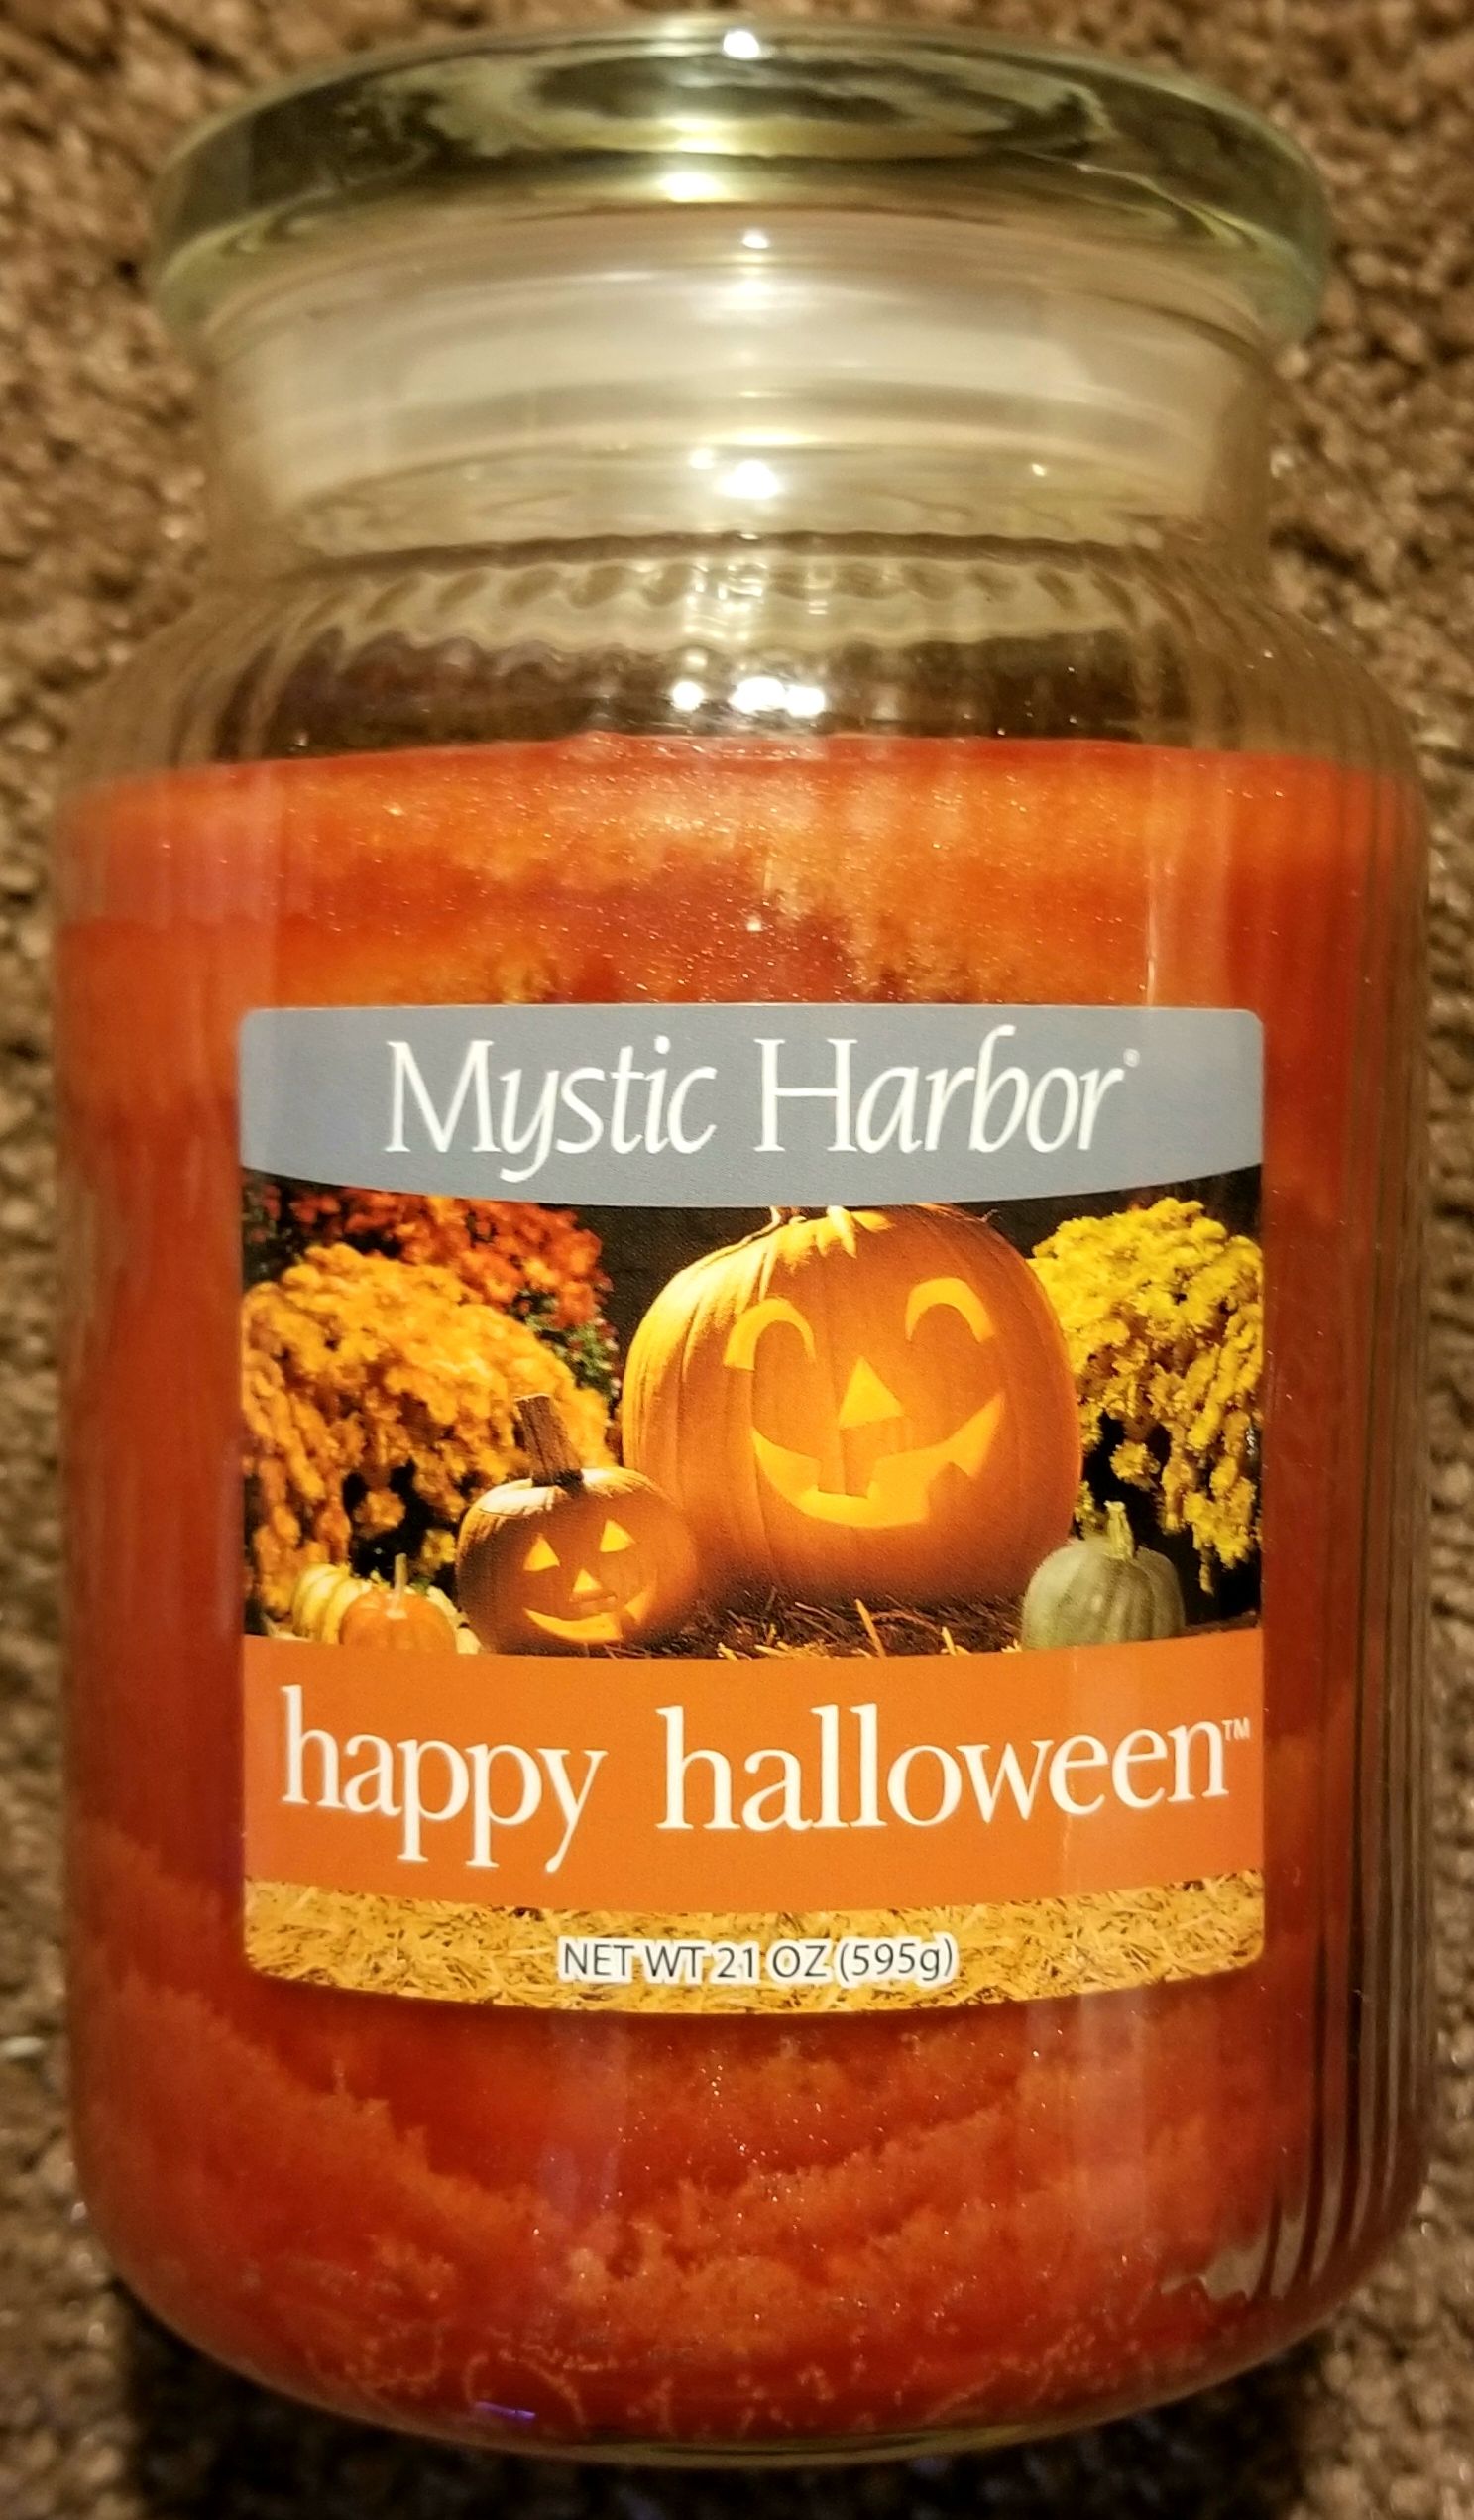 Mystic Harbor®
happy halloween™
NET WT 21 OZ (595g)